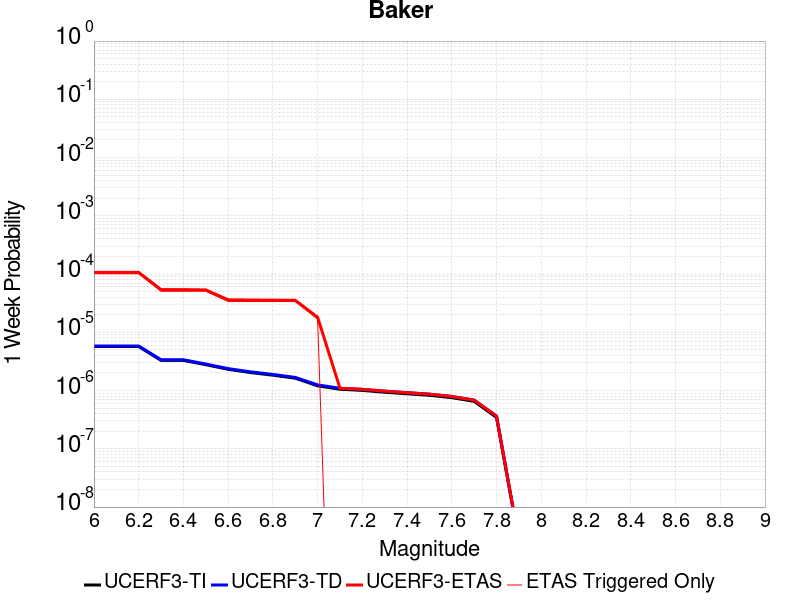 Baker
10^0
10^-1
10^-2
10^-3
10^-4
10^-5
10^-6
10^-7
10^-8
1 Week Probability
6 6.2 6.4 6.6 6.8 7 7.2 7.4 7.6 7.8 8 8.2 8.4 8.6 8.8 9
Magnitude
UCERF3-TI UCERF3-TD UCERF3-ETAS ETAS Triggered Only